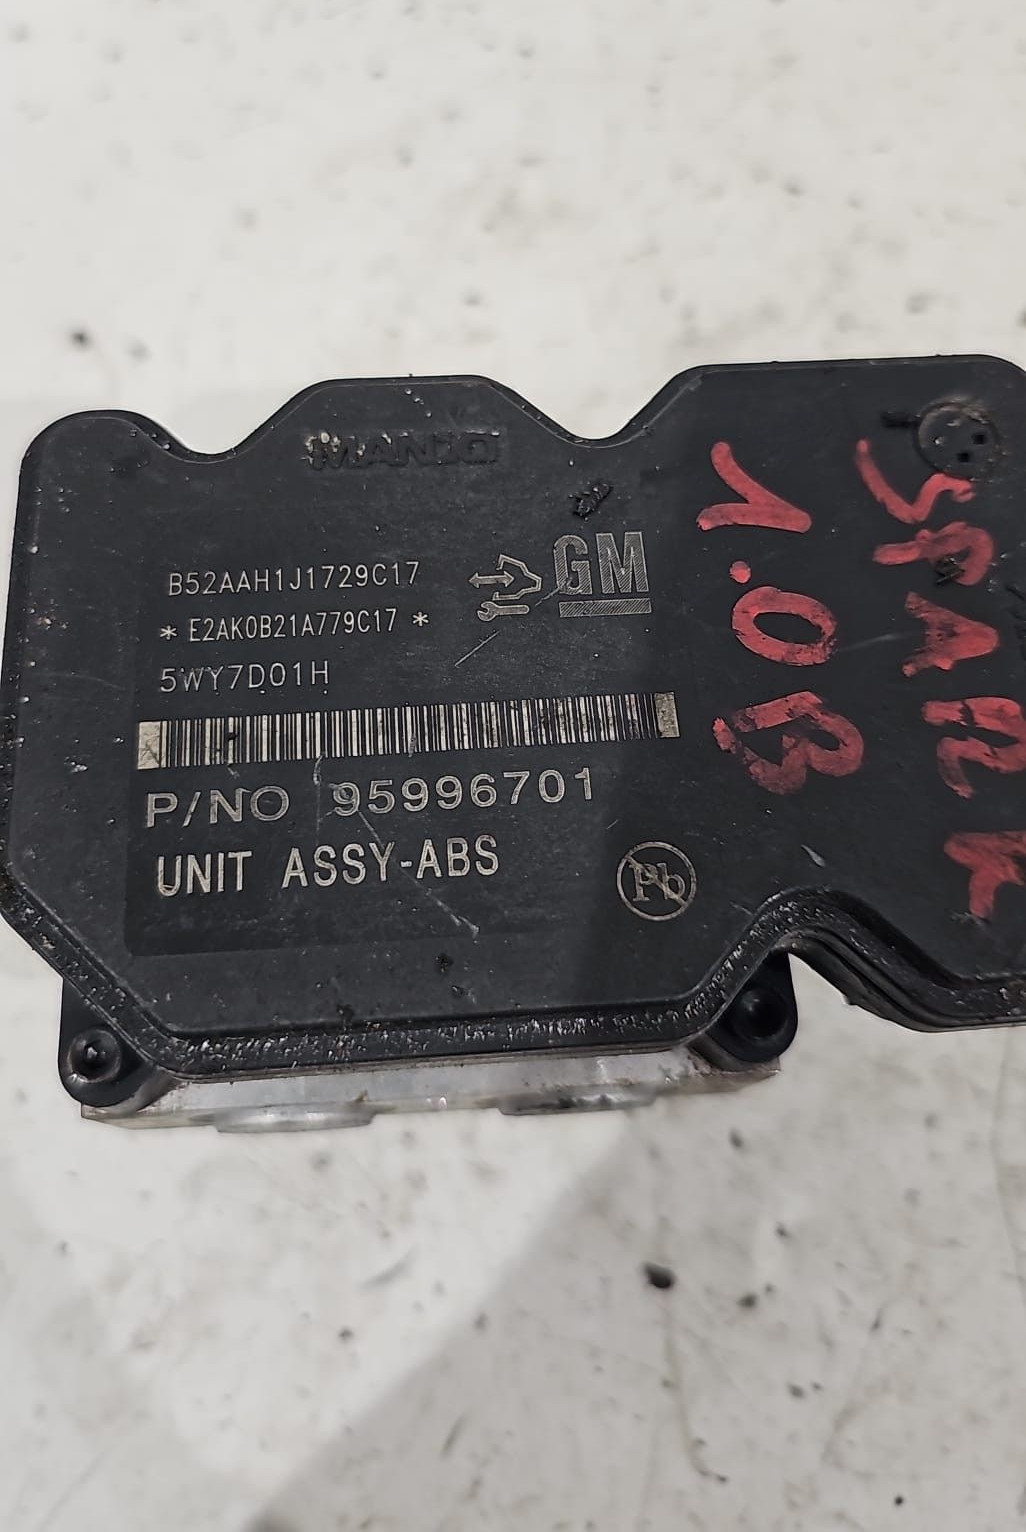 MANDO
B52AAH1J1729C17
GM
* E2AK0B21A779C17 *
5WY7D01H
P/NO 95996701
UNIT ASSY-ABS
Pb
SPARK
1.0B